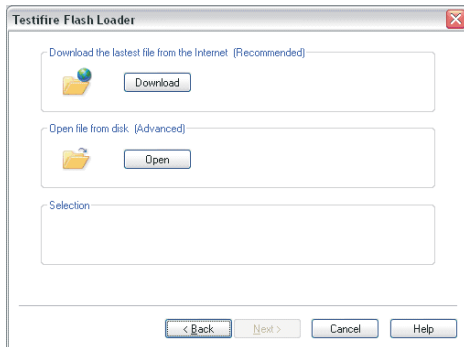 Testifire Flash Loader
Download the lastest file from the Internet (Recommended)
Download
Open file from disk (Advanced)
Open
Selection
< Back Next > Cancel Help